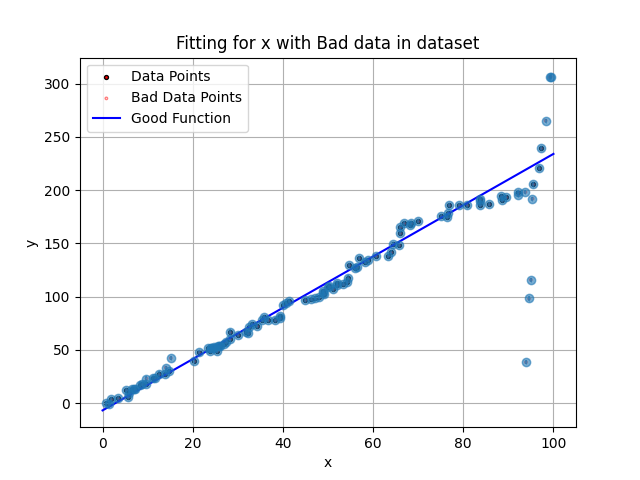 Fitting for x with Bad data in dataset
Data Points
Bad Data Points
Good Function
300
250
200
150
100
50
0
y
0 20 40 60 80 100
x